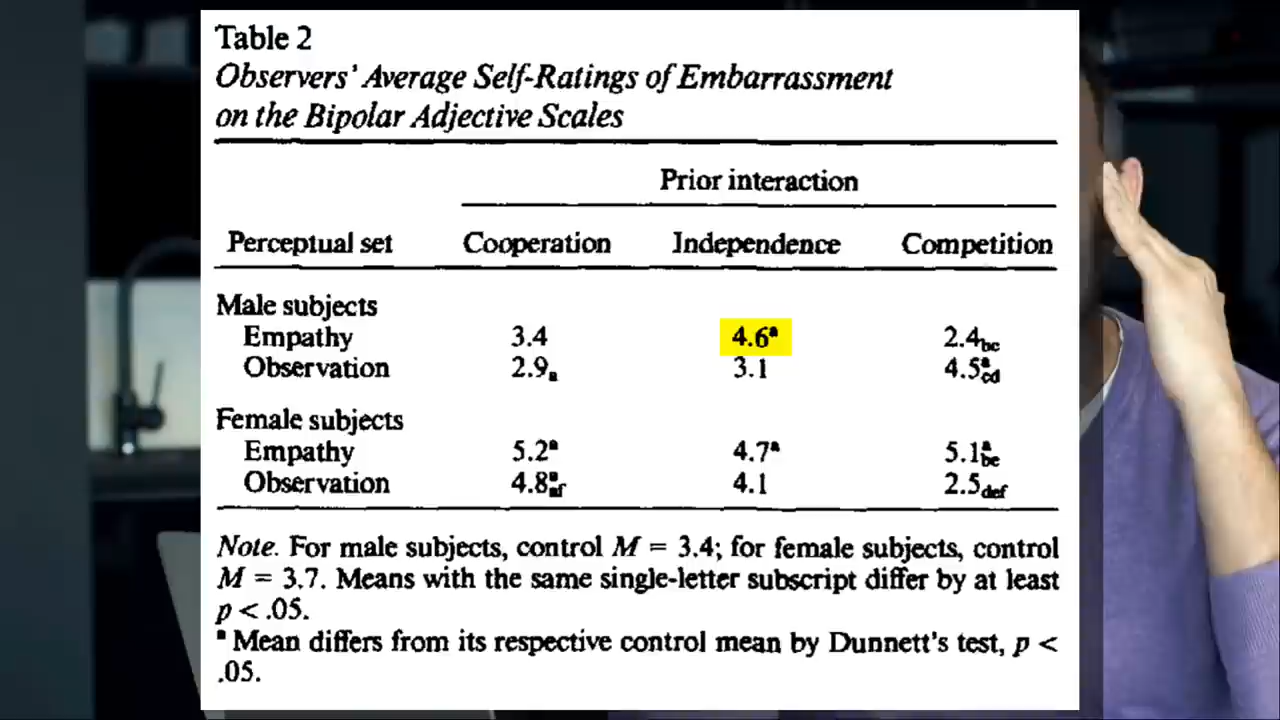 Table 2
Observers' Average Self-Ratings of Embarrassment
on the Bipolar Adjective Scales
Prior interaction
Perceptual set Cooperation Independence Competition
Male subjects
Empathy 3.4 4.6ᵃ 2.4bc
Observation 2.9a 3.1 4.5ᵃcd
Female subjects
Empathy 5.2ᵃ 4.7ᵃ 5.1ᵃbe
Observation 4.8ᵃaf 4.1 2.5def
Note. For male subjects, control M = 3.4; for female subjects, control
M = 3.7. Means with the same single-letter subscript differ by at least
p < .05.
ᵃ Mean differs from its respective control mean by Dunnett's test, p <
.05.